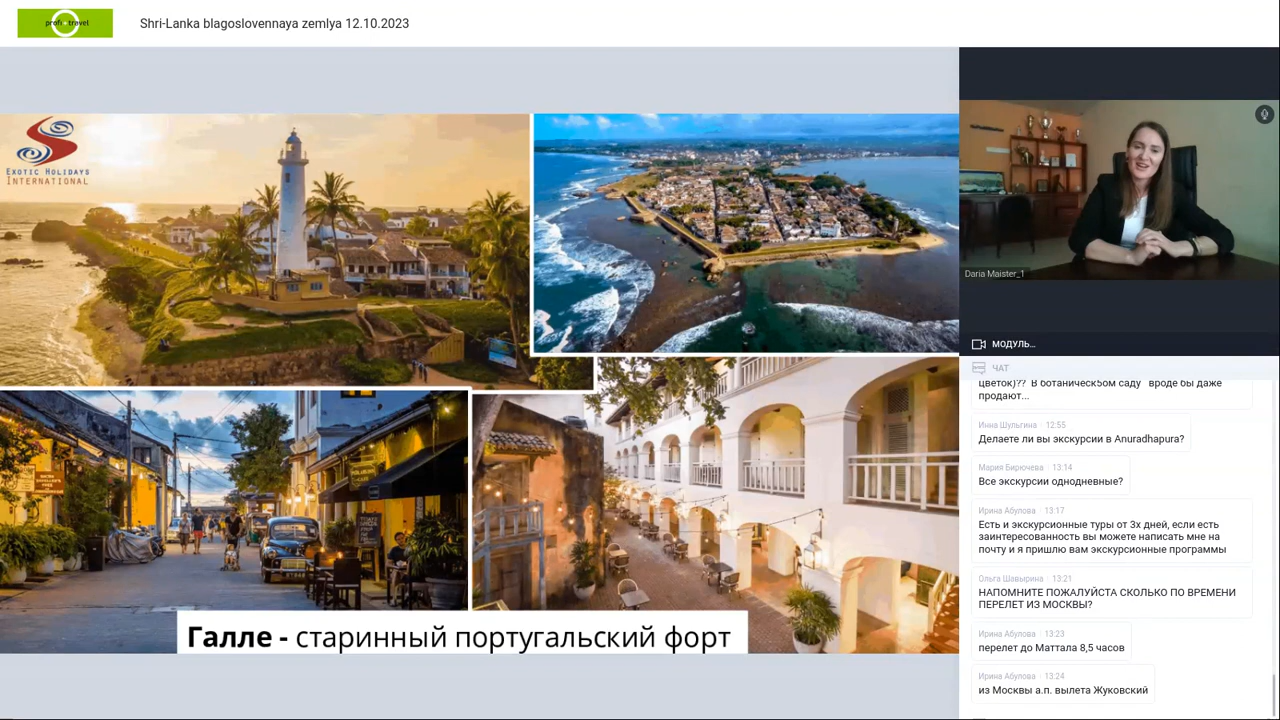 profi travel
Shri-Lanka blagoslovennaya zemlya 12.10.2023
EXOTIC HOLIDAYS
INTERNATIONAL
Галле - старинный португальский форт
Daria Maister_1
МОДУЛЬ...
ЧАТ
цветок)?? В ботаническ5ом саду вроде бы даже
продают...
Инна Шульгина 12:55
Делаете ли вы экскурсии в Anuradhapura?
Мария Бирючева 13:14
Все экскурсии однодневные?
Ирина Абулова 13:17
Есть и экскурсионные туры от 3х дней, если есть
заинтересованность вы можете написать мне на
почту и я пришлю вам экскурсионные программы
Ольга Шавырина 13:21
НАПОМНИТЕ ПОЖАЛУЙСТА СКОЛЬКО ПО ВРЕМЕНИ
ПЕРЕЛЕТ ИЗ МОСКВЫ?
Ирина Абулова 13:23
перелет до Маттала 8,5 часов
Ирина Абулова 13:24
из Москвы а.п. вылета Жуковский